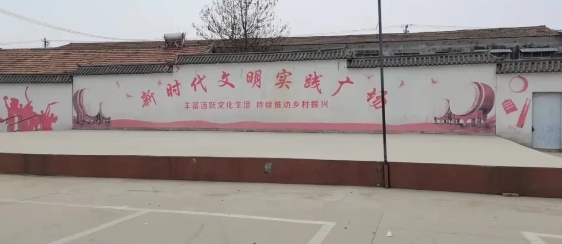 新时代文明实践广场
丰富活跃文化生活 持续推动乡村振兴